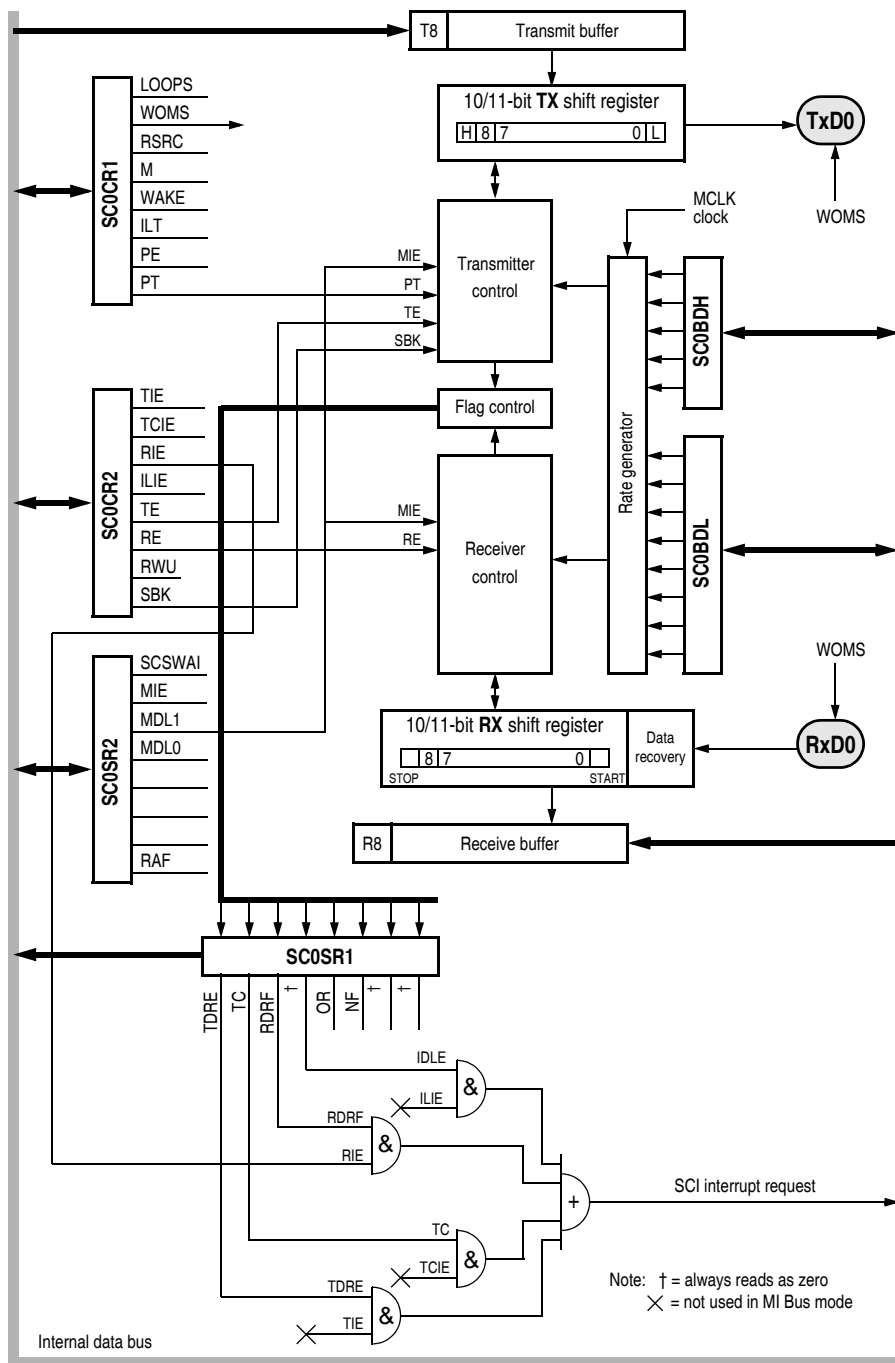 T8 Transmit buffer
10/11-bit TX shift register
H 8 7 0 L
TxD0
WOMS
MCLK
clock
SC0CR1
LOOPS
WOMS
RSRC
M
WAKE
ILT
PE
PT
MIE
PT
TE
SBK
Transmitter
control
Rate generator
SC0BDH
Flag control
SC0CR2
TIE
TCIE
RIE
ILIE
TE
RE
RWU
SBK
MIE
RE
Receiver
control
SC0BDL
SC0SR2
SCSWAI
MIE
MDL1
MDL0
RAF
WOMS
RxD0
10/11-bit RX shift register
8 7 0
STOP START
Data
recovery
R8 Receive buffer
SC0SR1
TDRE
TC
RDRF
†
OR
NF
†
†
IDLE
ILIE
&
RDRF
RIE
&
+
SCI interrupt request
TC
TCIE
&
TDRE
TIE
&
Note: † = always reads as zero
= not used in MI Bus mode
Internal data bus